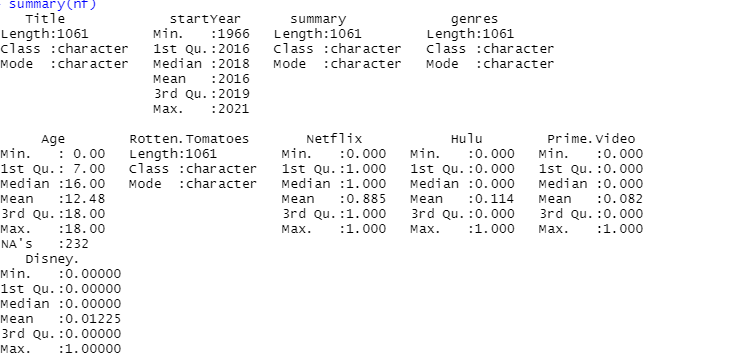 summary(nf)
    Title             startYear      summary             genres
Length:1061        Min.   :1966   Length:1061        Length:1061
Class :character   1st Qu.:2016   Class :character   Class :character
Mode  :character   Median :2018   Mode  :character   Mode  :character
                   Mean   :2016
                   3rd Qu.:2019
                   Max.   :2021
     Age         Rotten.Tomatoes       Netflix          Hulu        Prime.Video
Min.   : 0.00   Length:1061        Min.   :0.000   Min.   :0.000   Min.   :0.000
1st Qu.: 7.00   Class :character   1st Qu.:1.000   1st Qu.:0.000   1st Qu.:0.000
Median :16.00   Mode  :character   Median :1.000   Median :0.000   Median :0.000
Mean   :12.48                      Mean   :0.885   Mean   :0.114   Mean   :0.082
3rd Qu.:18.00                      3rd Qu.:1.000   3rd Qu.:0.000   3rd Qu.:0.000
Max.   :18.00                      Max.   :1.000   Max.   :1.000   Max.   :1.000
NA's   :232
   Disney.
Min.   :0.00000
1st Qu.:0.00000
Median :0.00000
Mean   :0.01225
3rd Qu.:0.00000
Max.   :1.00000